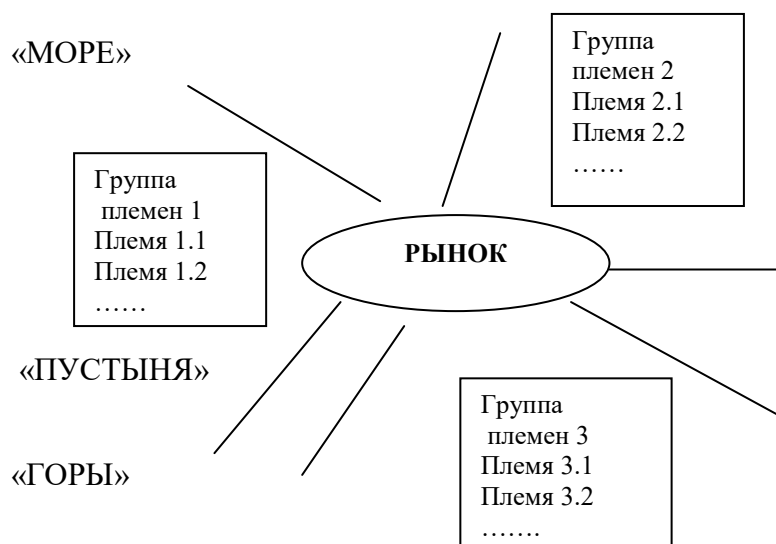 «МОРЕ»
Группа
племен 2
Племя 2.1
Племя 2.2
……
Группа
племен 1
Племя 1.1
Племя 1.2
……
РЫНОК
«ПУСТЫНЯ»
Группа
племен 3
Племя 3.1
Племя 3.2
…….
«ГОРЫ»